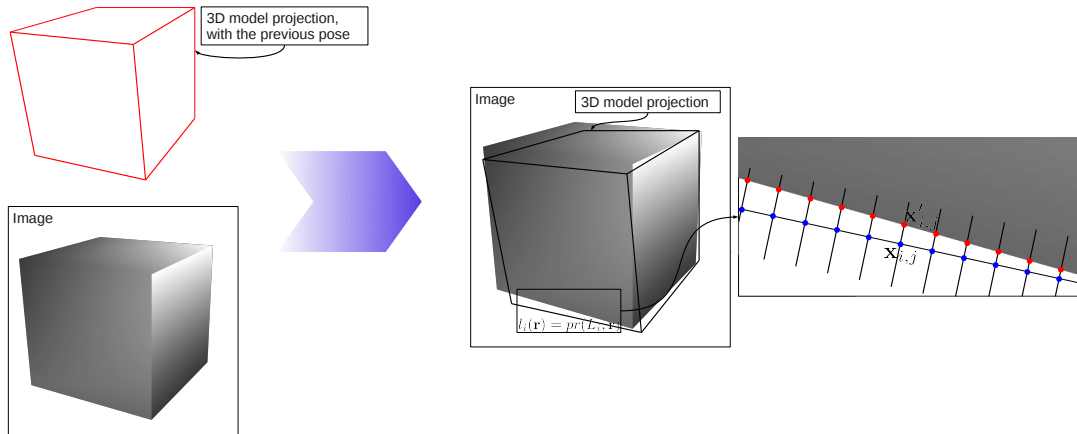 3D model projection,
with the previous pose
Image
Image
3D model projection
l_i(r) = pr(L_i, r)
x'_{i,j}
x_{i,j}